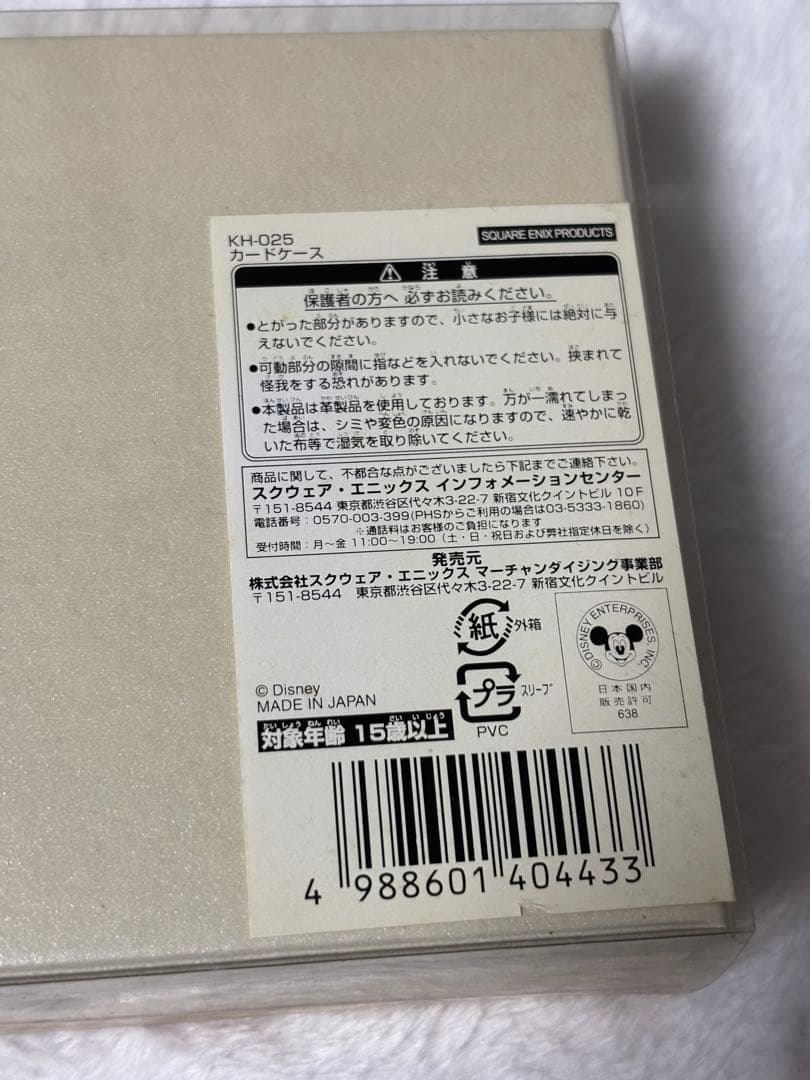 KH-025
カードケース
SQUARE ENIX PRODUCTS
注意
保護者の方へ 必ずお読みください。
●とがった部分がありますので、小さなお子様には絶対に与
えないでください。
●可動部分の隙間に指などを入れないでください。挟まれて
怪我をする恐れがあります。
●本製品は革製品を使用しております。万が一濡れてしまっ
た場合は、シミや変色の原因になりますので、速やかに乾
いた布等で湿気を取り除いてください。
商品に関して、不都合な点がございましたら下記までご連絡下さい。
スクウェア・エニックス インフォメーションセンター
〒151-8544 東京都渋谷区代々木3-22-7 新宿文化クイントビル 10F
電話番号：0570-003-399(PHSからご利用の場合は03-5333-1860)
※通話料はお客様のご負担になります
受付時間：月～金 11:00～19:00（土・日・祝日および弊社指定休日を除く）
発売元
株式会社スクウェア・エニックス マーチャンダイジング事業部
〒151-8544 東京都渋谷区代々木3-22-7 新宿文化クイントビル
紙 外箱
プラ スリーブ
PVC
©DISNEY ENTERPRISES, INC.
日本国内
販売許可
638
© Disney
MADE IN JAPAN
対象年齢 15歳以上
4 988601 404433